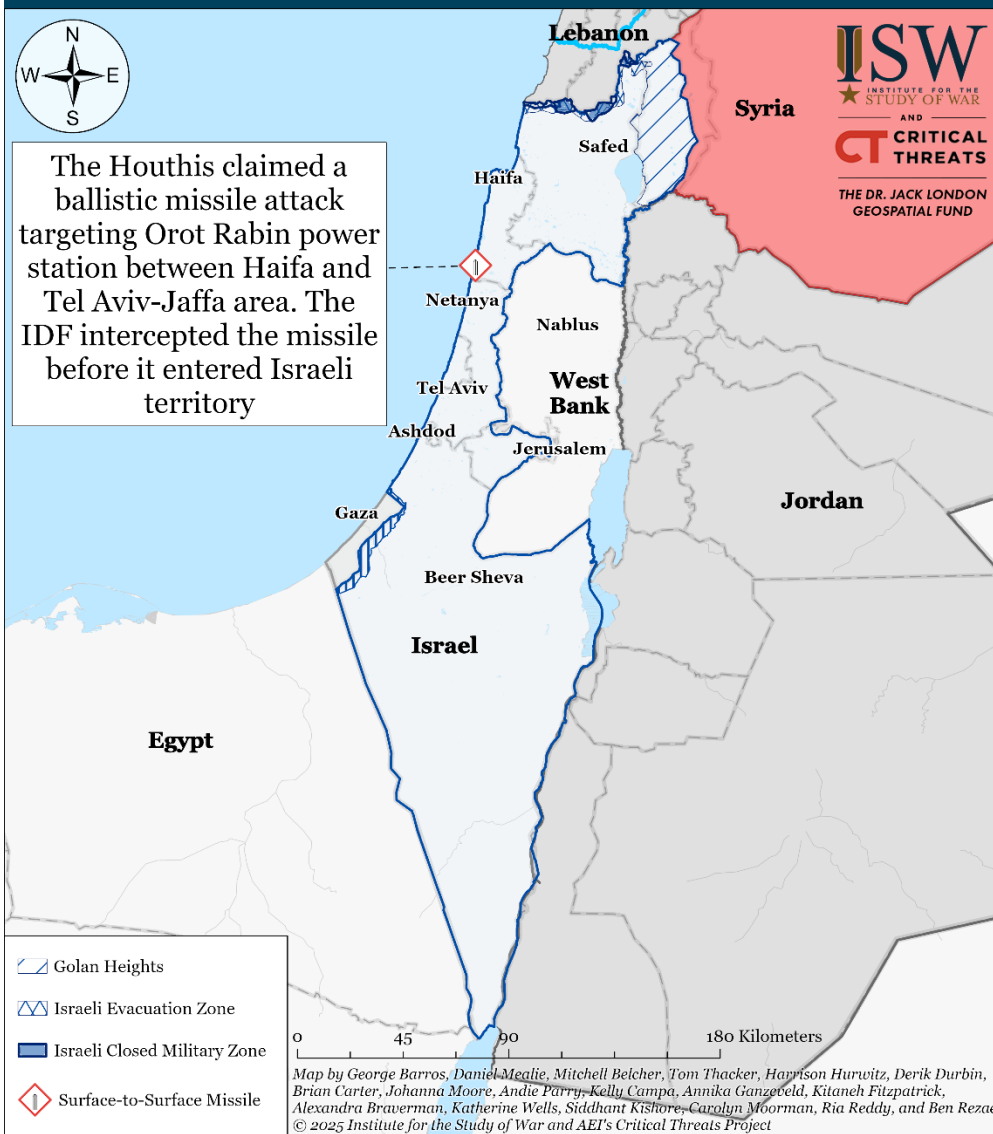 N
W E
S
Lebanon
ISW
INSTITUTE FOR THE
STUDY OF WAR
AND
CT CRITICAL
THREATS
THE DR. JACK LONDON
GEOSPATIAL FUND
Syria
Safed
Haifa
The Houthis claimed a
ballistic missile attack
targeting Orot Rabin power
station between Haifa and
Tel Aviv-Jaffa area. The
IDF intercepted the missile
before it entered Israeli
territory
Netanya
Nablus
Tel Aviv
West
Bank
Ashdod
Jerusalem
Jordan
Gaza
Beer Sheva
Israel
Egypt
Golan Heights
Israeli Evacuation Zone
Israeli Closed Military Zone
Surface-to-Surface Missile
0 45 90 180 Kilometers
Map by George Barros, Daniel Mealie, Mitchell Belcher, Tom Thacker, Harrison Hurwitz, Derik Durbin,
Brian Carter, Johanna Moore, Andie Parry, Kelly Campa, Annika Ganzeveld, Kitaneh Fitzpatrick,
Alexandra Braverman, Katherine Wells, Siddhant Kishore, Carolyn Moorman, Ria Reddy, and Ben Rezae
© 2025 Institute for the Study of War and AEI's Critical Threats Project